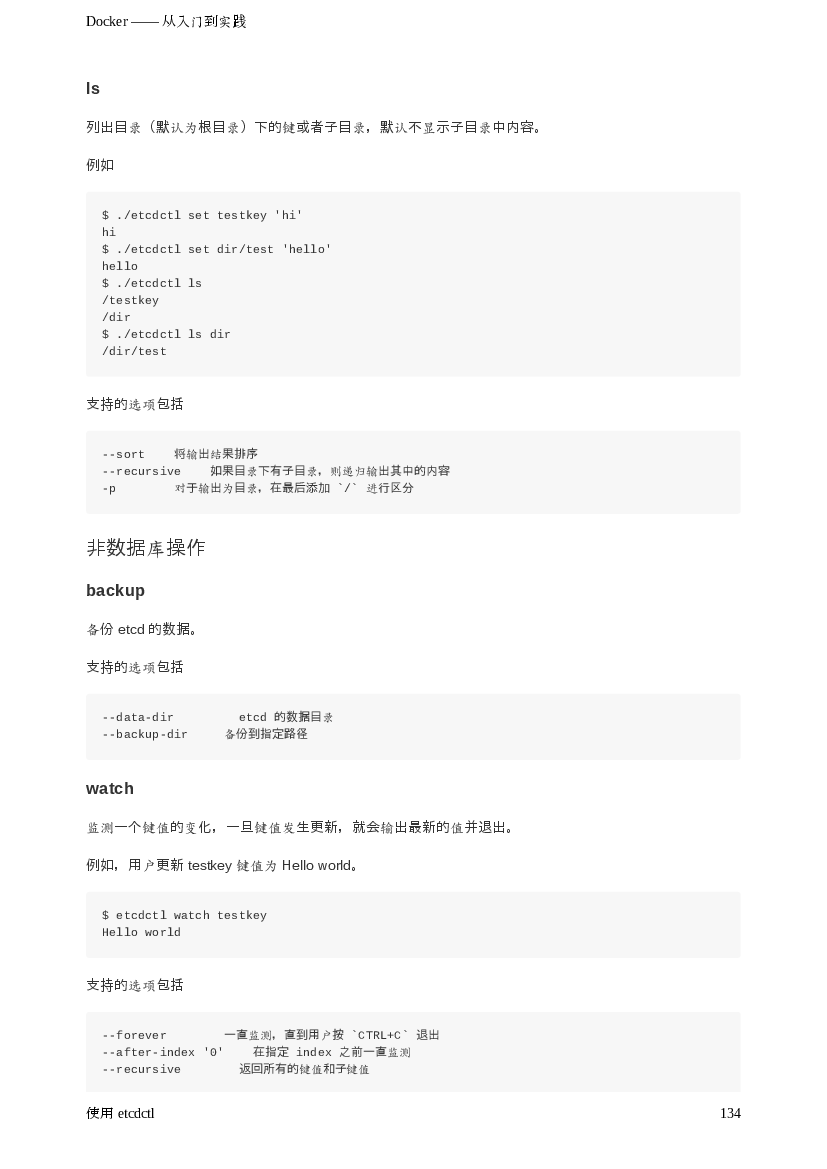 Docker —— 从入门到实践
ls
列出目录（默认为根目录）下的键或者子目录，默认不显示子目录中内容。
例如
$ ./etcdctl set testkey 'hi'
hi
$ ./etcdctl set dir/test 'hello'
hello
$ ./etcdctl ls
/testkey
/dir
$ ./etcdctl ls dir
/dir/test
支持的选项包括
--sort    将输出结果排序
--recursive    如果目录下有子目录，则递归输出其中的内容
-p        对于输出为目录，在最后添加 `/` 进行区分
非数据库操作
backup
备份 etcd 的数据。
支持的选项包括
--data-dir         etcd 的数据目录
--backup-dir     备份到指定路径
watch
监测一个键值的变化，一旦键值发生更新，就会输出最新的值并退出。
例如，用户更新 testkey 键值为 Hello world。
$ etcdctl watch testkey
Hello world
支持的选项包括
--forever        一直监测，直到用户按 `CTRL+C` 退出
--after-index '0'    在指定 index 之前一直监测
--recursive        返回所有的键值和子键值
使用 etcdctl
134